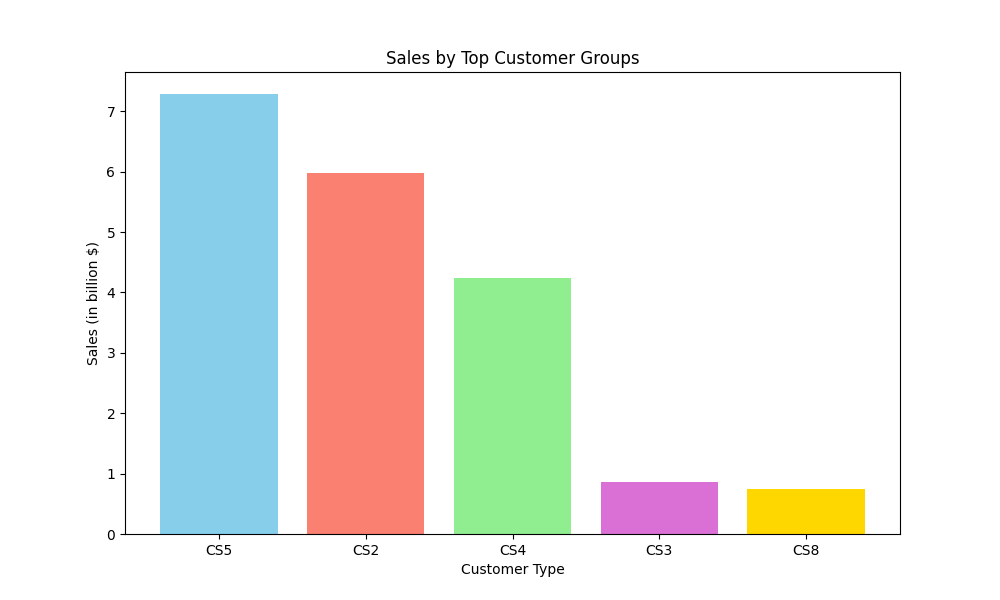 Sales by Top Customer Groups
Sales (in billion $)
7
6
5
4
3
2
1
0
CS5 CS2 CS4 CS3 CS8
Customer Type